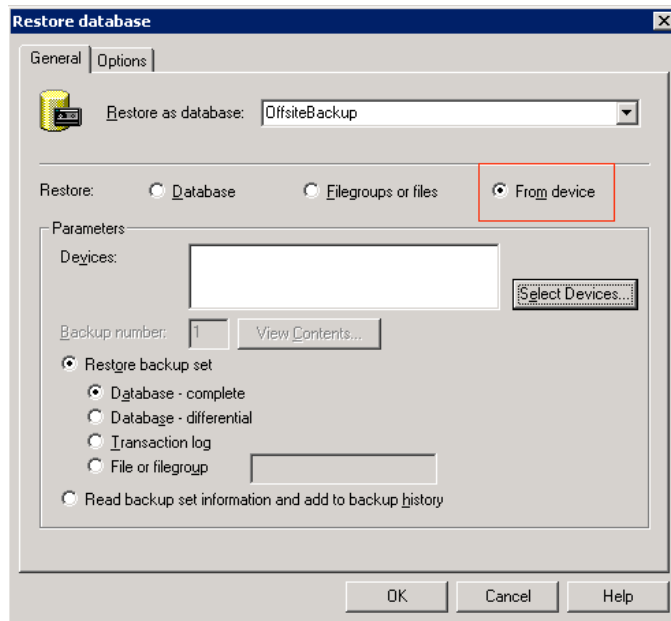 Restore database
General Options
Restore as database: OffsiteBackup
Restore: Database Filegroups or files From device
Parameters
Devices:
Select Devices...
Backup number: 1 View Contents...
Restore backup set
Database - complete
Database - differential
Transaction log
File or filegroup
Read backup set information and add to backup history
OK Cancel Help